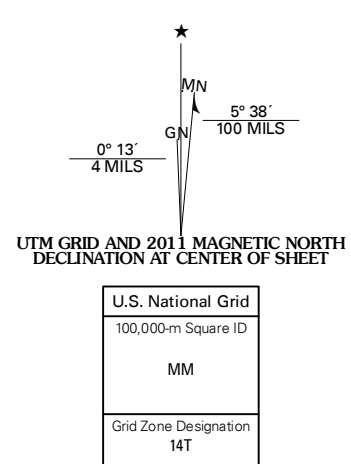 ★
MN
GN
5° 38´
100 MILS
0° 13´
4 MILS
UTM GRID AND 2011 MAGNETIC NORTH
DECLINATION AT CENTER OF SHEET
U.S. National Grid
100,000-m Square ID
MM
Grid Zone Designation
14T